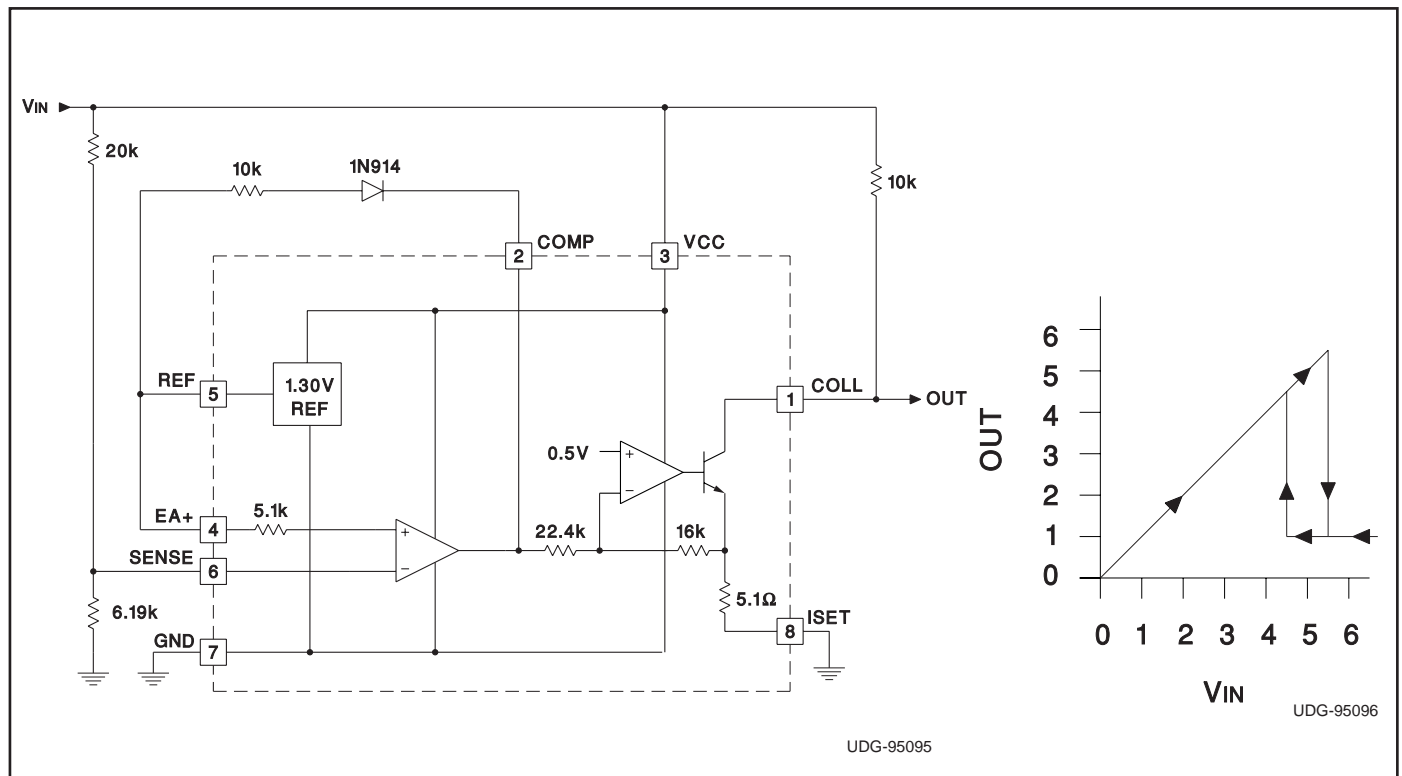 VIN
20k
10k
1N914
10k
2
COMP
3
VCC
REF
5
1.30V
REF
1
COLL
OUT
0.5V
+
−
EA+
4
5.1k
+
−
22.4k
16k
SENSE
6
5.1Ω
6.19k
ISET
8
GND
7
UDG-95095
OUT
6
5
4
3
2
1
0
0 1 2 3 4 5 6
VIN
UDG-95096